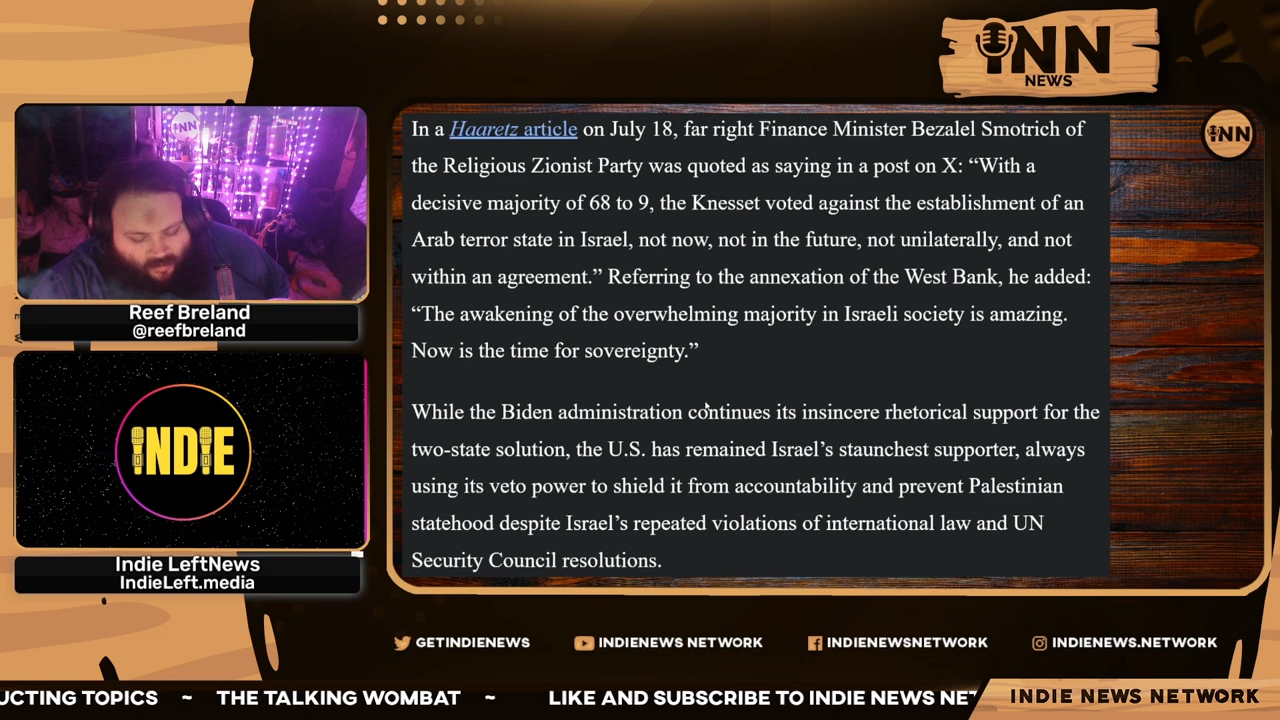 INN
NEWS
INN
In a Haaretz article on July 18, far right Finance Minister Bezalel Smotrich of
the Religious Zionist Party was quoted as saying in a post on X: “With a
decisive majority of 68 to 9, the Knesset voted against the establishment of an
Arab terror state in Israel, not now, not in the future, not unilaterally, and not
within an agreement.” Referring to the annexation of the West Bank, he added:
“The awakening of the overwhelming majority in Israeli society is amazing.
Now is the time for sovereignty.”
While the Biden administration continues its insincere rhetorical support for the
two-state solution, the U.S. has remained Israel’s staunchest supporter, always
using its veto power to shield it from accountability and prevent Palestinian
statehood despite Israel’s repeated violations of international law and UN
Security Council resolutions.
INN
Reef Breland
@reefbreland
INDIE
Indie LeftNews
IndieLeft.media
GETINDIENEWS
INDIENEWS NETWORK
INDIENEWSNETWORK
INDIENEWS.NETWORK
UCTING TOPICS ~ THE TALKING WOMBAT ~ LIKE AND SUBSCRIBE TO INDIE NEWS NET
INDIE NEWS NETWORK